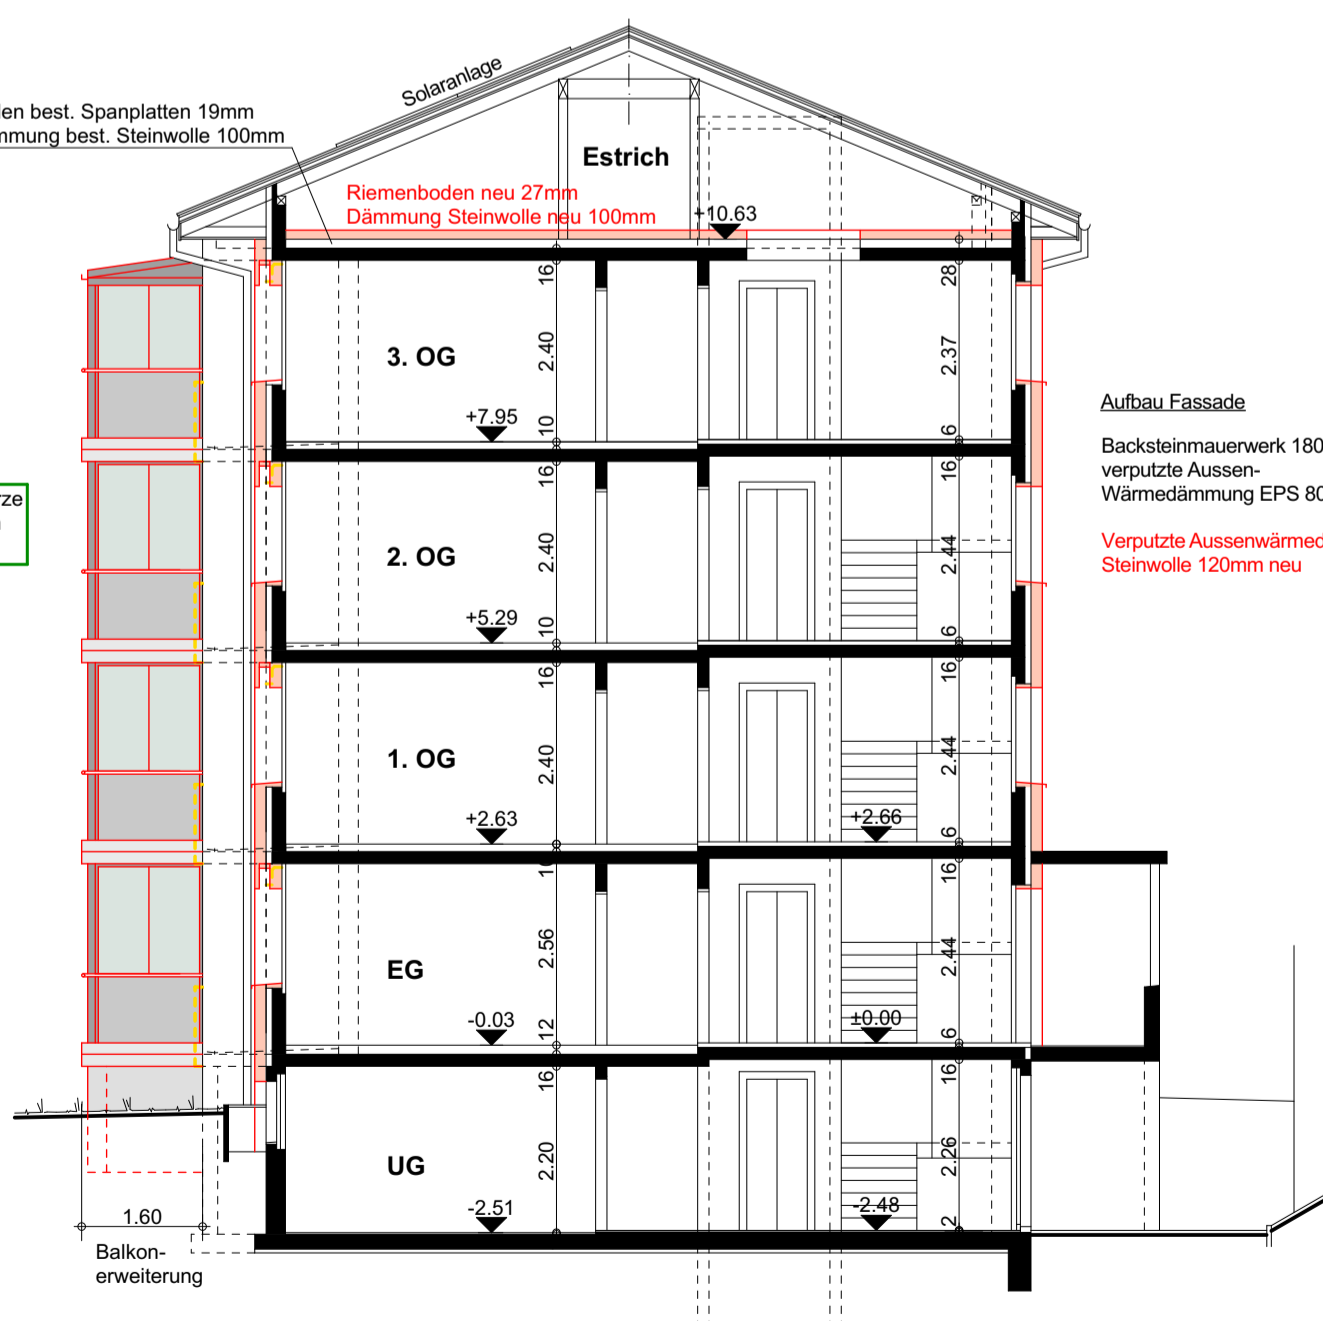 Solaranlage
den best. Spanplatten 19mm
mmung best. Steinwolle 100mm
Estrich
Riemenboden neu 27mm
Dämmung Steinwolle neu 100mm
+10.63
16
28
3. OG
2.40
2.37
+7.95
10
6
Aufbau Fassade
Backsteinmauerwerk 180
verputzte Aussen-
Wärmedämmung EPS 80
Verputzte Aussenwärmed
Steinwolle 120mm neu
16
16
rze
2. OG
2.40
2.44
+5.29
10
6
16
16
1. OG
2.40
2.44
+2.63
+2.66
6
16
EG
2.56
2.44
-0.03
±0.00
12
6
16
16
UG
2.20
2.26
-2.51
-2.48
2
1.60
Balkon-
erweiterung